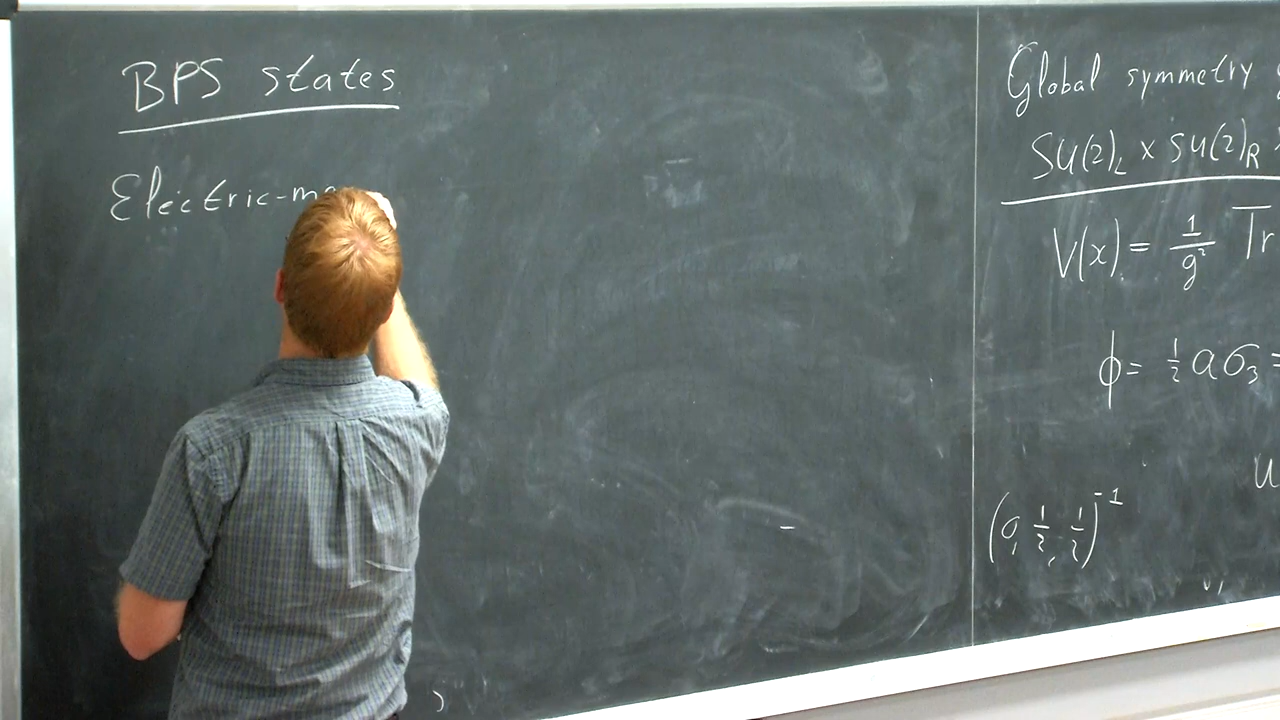 BPS states
Electric-ma
Global symmetry
SU(2)_L × SU(2)_R ×
V(x) = 1/g² Tr
ϕ = ½ a σ₃ =
u
(0, ½, ½)⁻¹